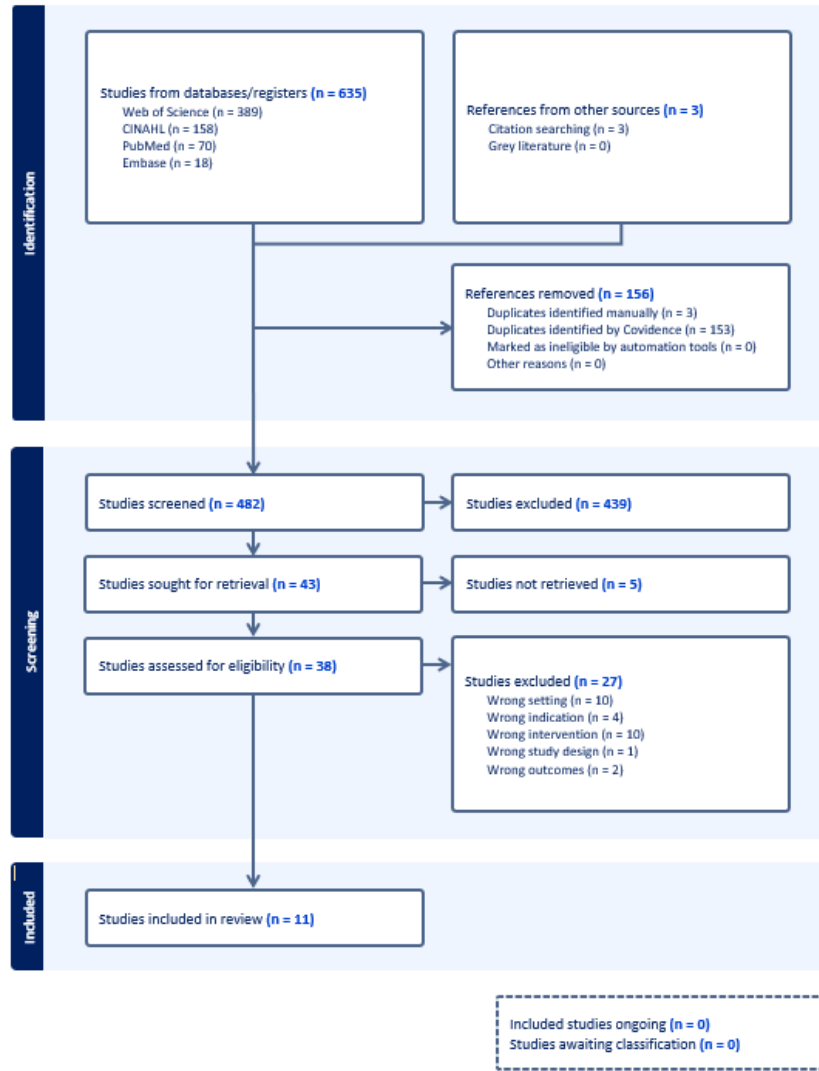 Identification
Studies from databases/registers (n = 635)
Web of Science (n = 389)
CINAHL (n = 158)
PubMed (n = 70)
Embase (n = 18)
References from other sources (n = 3)
Citation searching (n = 3)
Grey literature (n = 0)
References removed (n = 156)
Duplicates identified manually (n = 3)
Duplicates identified by Covidence (n = 153)
Marked as ineligible by automation tools (n = 0)
Other reasons (n = 0)
Screening
Studies screened (n = 482)
Studies excluded (n = 439)
Studies sought for retrieval (n = 43)
Studies not retrieved (n = 5)
Studies assessed for eligibility (n = 38)
Studies excluded (n = 27)
Wrong setting (n = 10)
Wrong indication (n = 4)
Wrong intervention (n = 10)
Wrong study design (n = 1)
Wrong outcomes (n = 2)
Included
Studies included in review (n = 11)
Included studies ongoing (n = 0)
Studies awaiting classification (n = 0)